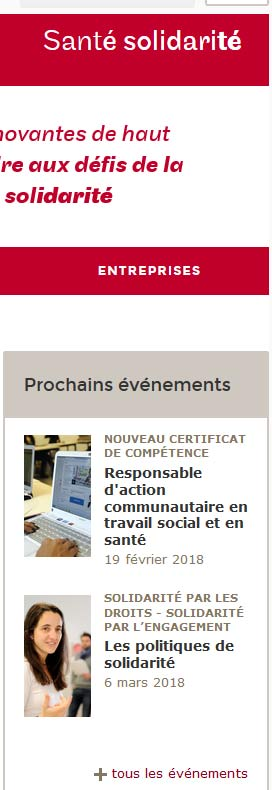 Santé solidarité
novantes de haut
re aux défis de la
solidarité
ENTREPRISES
Prochains événements
NOUVEAU CERTIFICAT
DE COMPÉTENCE
Responsable
d'action
communautaire en
travail social et en
santé
19 février 2018
SOLIDARITÉ PAR LES
DROITS - SOLIDARITÉ
PAR L’ENGAGEMENT
Les politiques de
solidarité
6 mars 2018
+ tous les événements